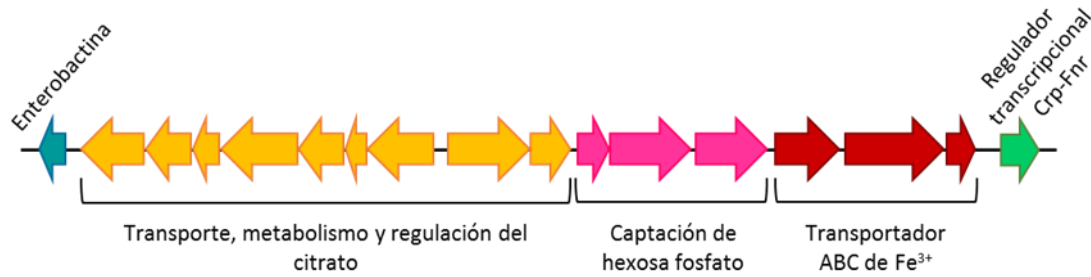 Enterobactina
Regulador
transcripcional
Crp-Fnr
Transporte, metabolismo y regulación del
citrato
Captación de
hexosa fosfato
Transportador
ABC de Fe³⁺